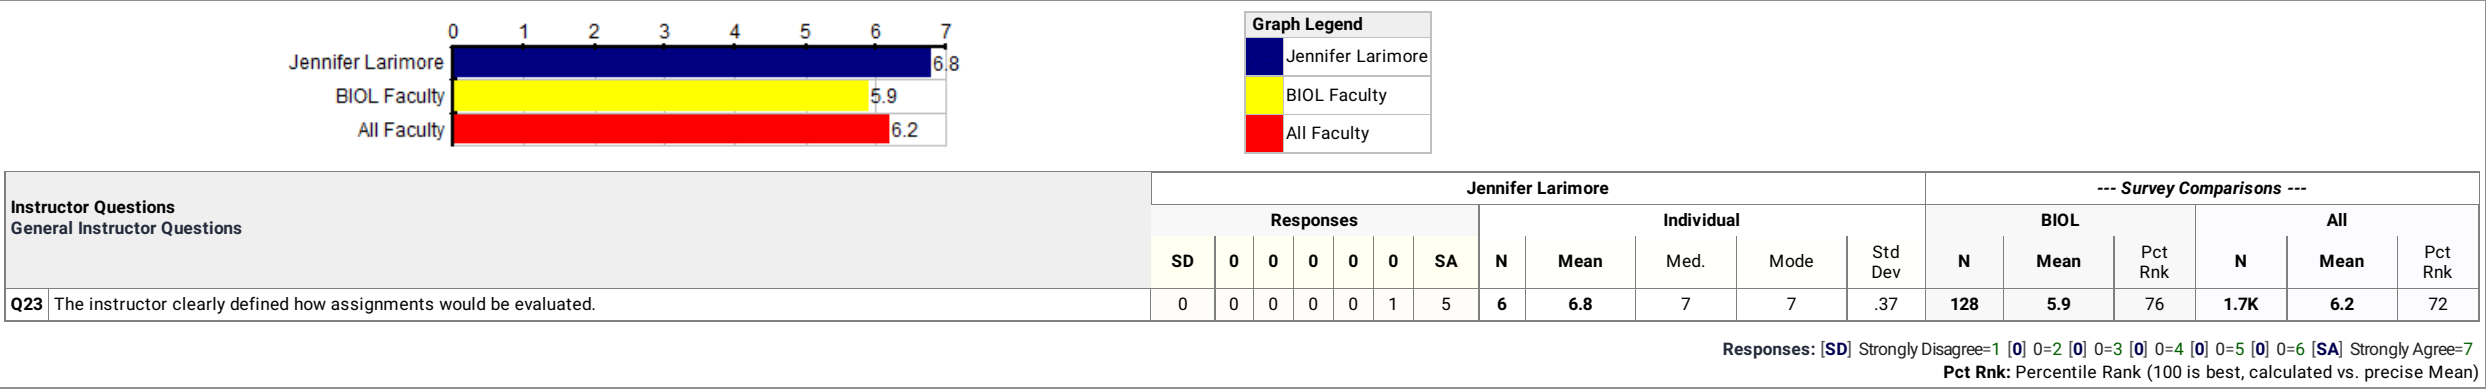 0 1 2 3 4 5 6 7
Jennifer Larimore 6.8
BIOL Faculty 5.9
All Faculty 6.2
Graph Legend
Jennifer Larimore
BIOL Faculty
All Faculty
Instructor Questions
General Instructor Questions
Jennifer Larimore
--- Survey Comparisons ---
Responses Individual BIOL All
SD 0 0 0 0 0 SA N Mean Med. Mode Std Dev N Mean Pct Rnk N Mean Pct Rnk
Q23 The instructor clearly defined how assignments would be evaluated. 0 0 0 0 0 1 5 6 6.8 7 7 .37 128 5.9 76 1.7K 6.2 72
Responses: [SD] Strongly Disagree=1 [0] 0=2 [0] 0=3 [0] 0=4 [0] 0=5 [0] 0=6 [SA] Strongly Agree=7
Pct Rnk: Percentile Rank (100 is best, calculated vs. precise Mean)